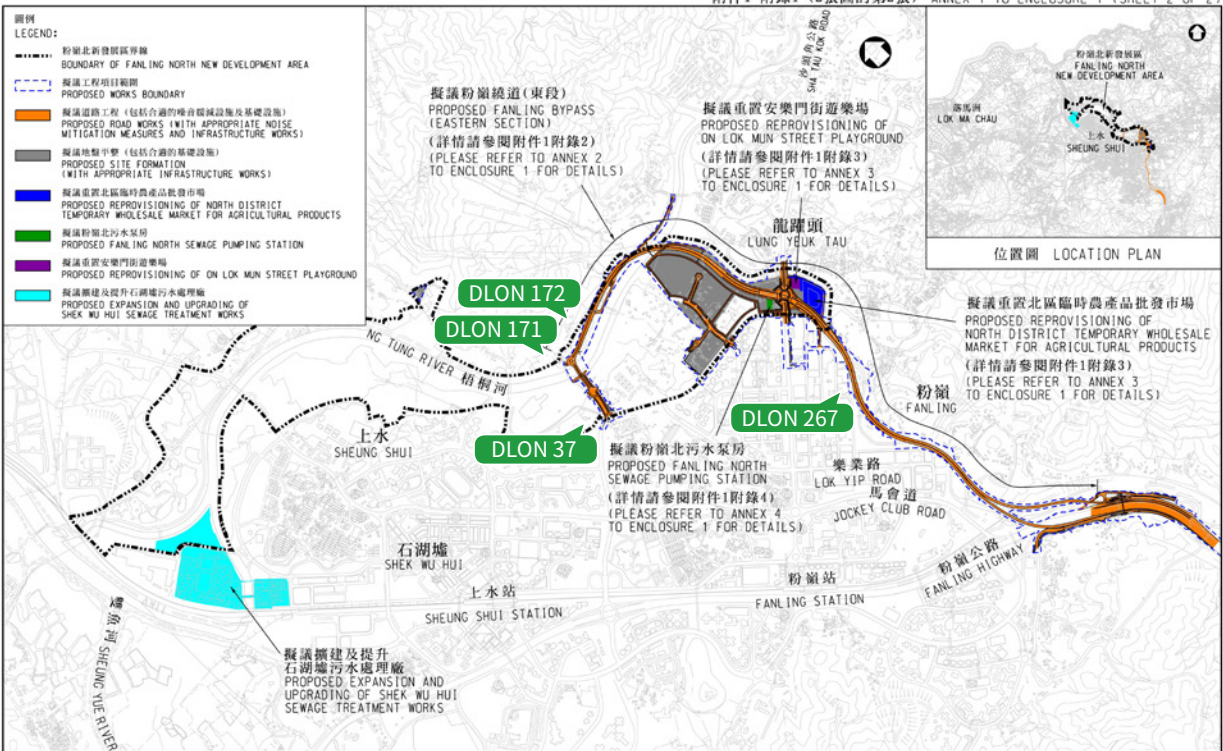 附件1 附錄1 (2張圖的第2張) ANNEX 1 TO ENCLOSURE 1 (SHEET 2 OF 2)
圖例
LEGEND:
粉嶺北新發展區界線
BOUNDARY OF FANLING NORTH NEW DEVELOPMENT AREA
擬議工程項目範圍
PROPOSED WORKS BOUNDARY
擬議道路工程 (包括合適的噪音緩減設施及基礎設施)
PROPOSED ROAD WORKS (WITH APPROPRIATE NOISE
MITIGATION MEASURES AND INFRASTRUCTURE WORKS)
擬議地盤平整 (包括合適的基礎設施)
PROPOSED SITE FORMATION
(WITH APPROPRIATE INFRASTRUCTURE WORKS)
擬議重置北區臨時農產品批發市場
PROPOSED REPROVISIONING OF NORTH DISTRICT
TEMPORARY WHOLESALE MARKET FOR AGRICULTURAL PRODUCTS
擬議粉嶺北污水泵房
PROPOSED FANLING NORTH SEWAGE PUMPING STATION
擬議重置安樂門街遊樂場
PROPOSED REPROVISIONING OF ON LOK MUN STREET PLAYGROUND
擬議擴建及提升石湖墟污水處理廠
PROPOSED EXPANSION AND UPGRADING OF
SHEK WU HUI SEWAGE TREATMENT WORKS
擬議粉嶺繞道(東段)
PROPOSED FANLING BYPASS
(EASTERN SECTION)
(詳情請參閱附件1附錄2)
(PLEASE REFER TO ANNEX 2
TO ENCLOSURE 1 FOR DETAILS)
沙頭角公路
SHA TAU KOK ROAD
擬議重置安樂門街遊樂場
PROPOSED REPROVISIONING OF
ON LOK MUN STREET PLAYGROUND
(詳情請參閱附件1附錄3)
(PLEASE REFER TO ANNEX 3
TO ENCLOSURE 1 FOR DETAILS)
龍躍頭
LUNG YEUK TAU
粉嶺北新發展區
FANLING NORTH
NEW DEVELOPMENT AREA
落馬洲
LOK MA CHAU
上水
SHEUNG SHUI
位置圖 LOCATION PLAN
擬議重置北區臨時農產品批發市場
PROPOSED REPROVISIONING OF
NORTH DISTRICT TEMPORARY WHOLESALE
MARKET FOR AGRICULTURAL PRODUCTS
(詳情請參閱附件1附錄3)
(PLEASE REFER TO ANNEX 3
TO ENCLOSURE 1 FOR DETAILS)
DLON 172
DLON 171
NG TUNG RIVER 梧桐河
DLON 37
DLON 267
粉嶺
FANLING
上水
SHEUNG SHUI
擬議粉嶺北污水泵房
PROPOSED FANLING NORTH
SEWAGE PUMPING STATION
(詳情請參閱附件1附錄4)
(PLEASE REFER TO ANNEX 4
TO ENCLOSURE 1 FOR DETAILS)
樂業路
LOK YIP ROAD
馬會道
JOCKEY CLUB ROAD
石湖墟
SHEK WU HUI
上水站
SHEUNG SHUI STATION
粉嶺站
FANLING STATION
粉嶺公路
FANLING HIGHWAY
雙魚河 SHEUNG YUE RIVER
擬議擴建及提升
石湖墟污水處理廠
PROPOSED EXPANSION AND
UPGRADING OF SHEK WU HUI
SEWAGE TREATMENT WORKS